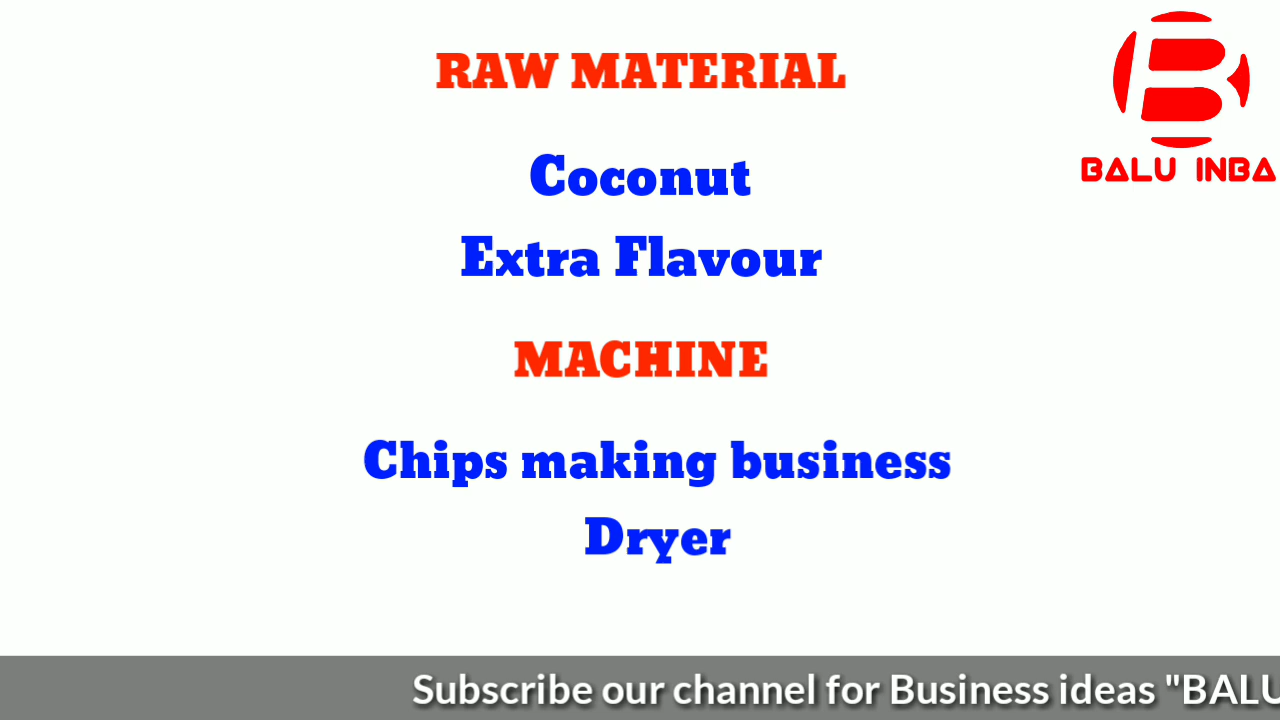 RAW MATERIAL
BALU INBA
Coconut
Extra Flavour
MACHINE
Chips making business
Dryer
Subscribe our channel for Business ideas "BALU